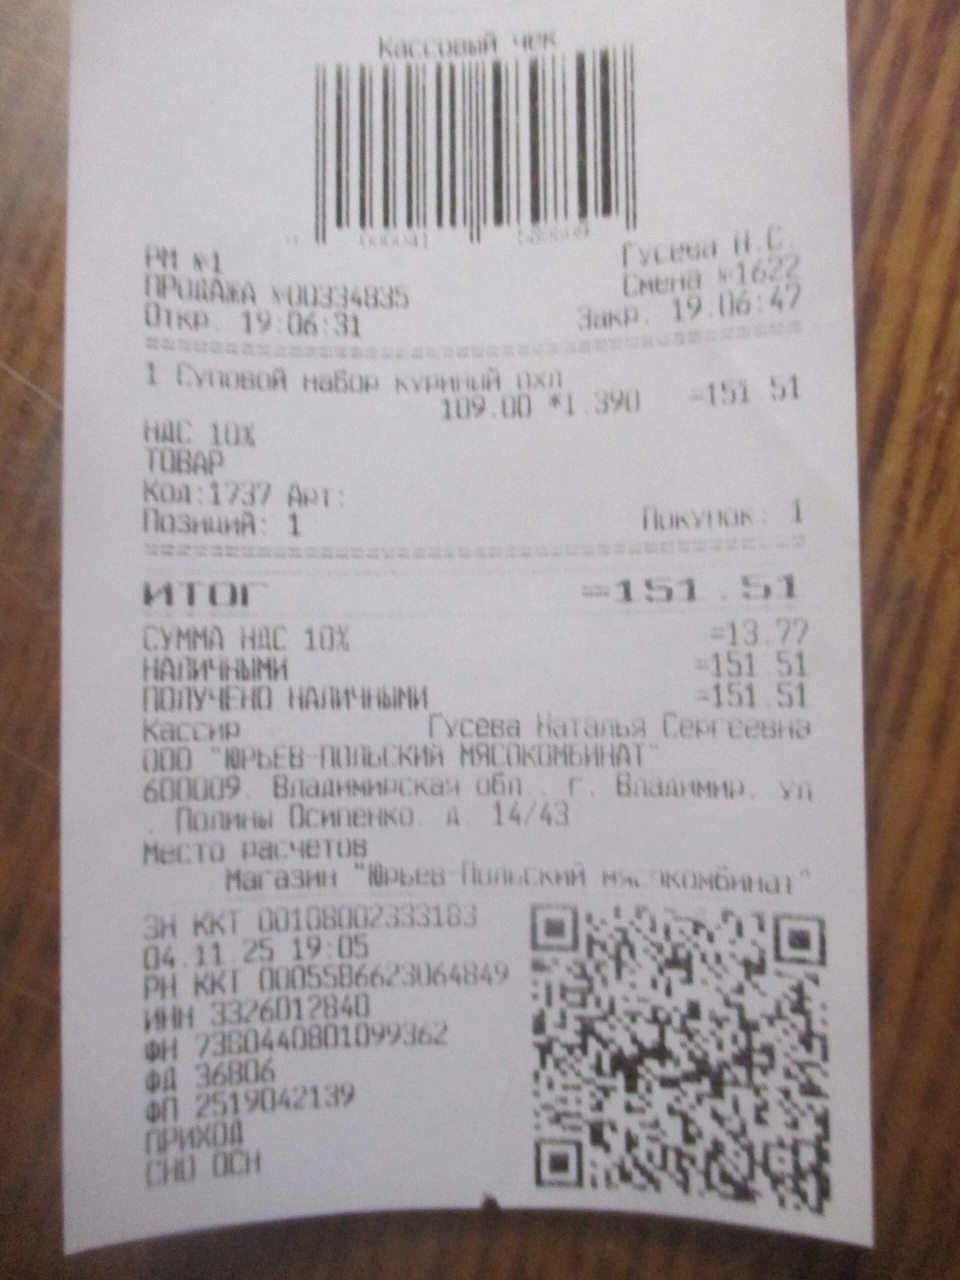 Кассовый чек
РМ №1 Гусева Н.С.
ПРОДАЖА №00334835 Смена №1622
Откр. 19:06:31 Закр. 19:06:47
1 Суповой набор куриный охл
109.00 *1.390 =151.51
НДС 10%
ТОВАР
Код:1737 Арт:
Позиций: 1 Покупок: 1
ИТОГ =151.51
СУММА НДС 10% =13.77
НАЛИЧНЫМИ =151.51
ПОЛУЧЕНО НАЛИЧНЫМИ =151.51
Кассир Гусева Наталья Сергеевна
ООО "ЮРЬЕВ-ПОЛЬСКИЙ МЯСОКОМБИНАТ"
600009, Владимирская обл., г. Владимир, ул
. Полины Осипенко, д. 14/43
Место расчетов
Магазин "Юрьев-Польский мясокомбинат"
ЗН ККТ 00108002333183
04.11.25 19:05
РН ККТ 0005586623064849
ИНН 3326012840
ФН 7380440801099362
ФД 36806
ФП 2519042139
ПРИХОД
СНО ОСН